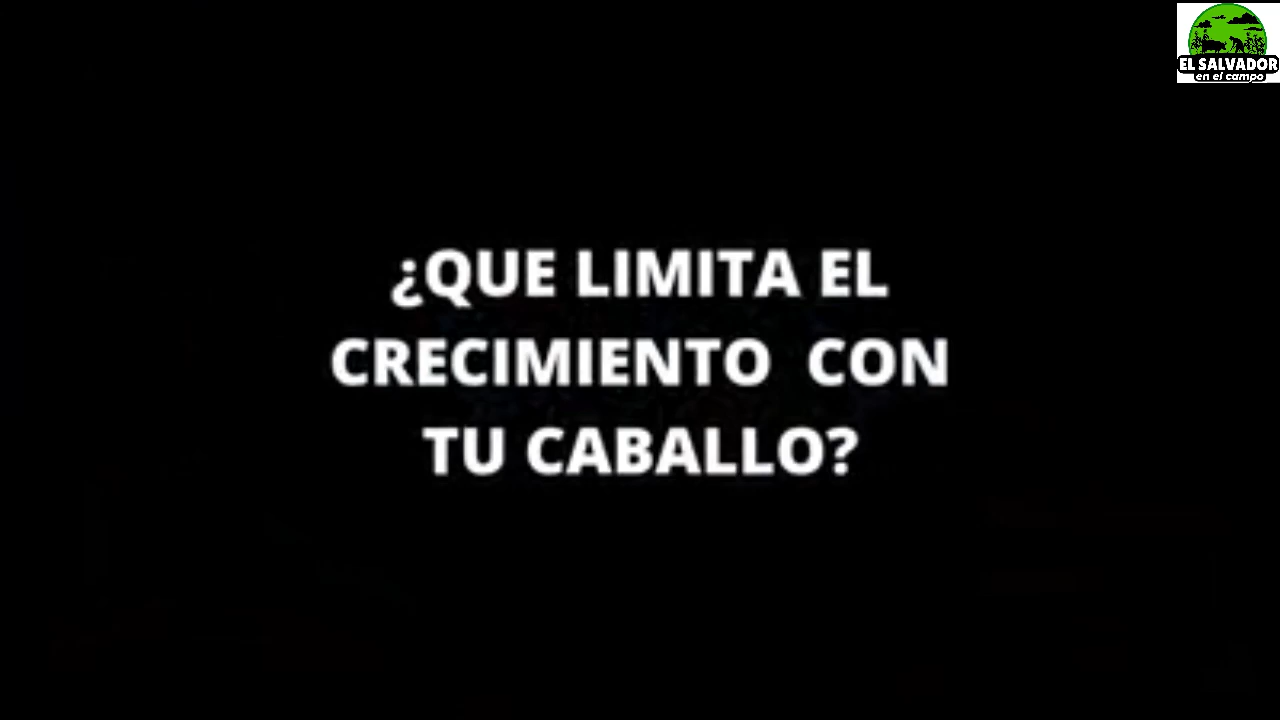 EL SALVADOR
en el campo
¿QUE LIMITA EL
CRECIMIENTO CON
TU CABALLO?